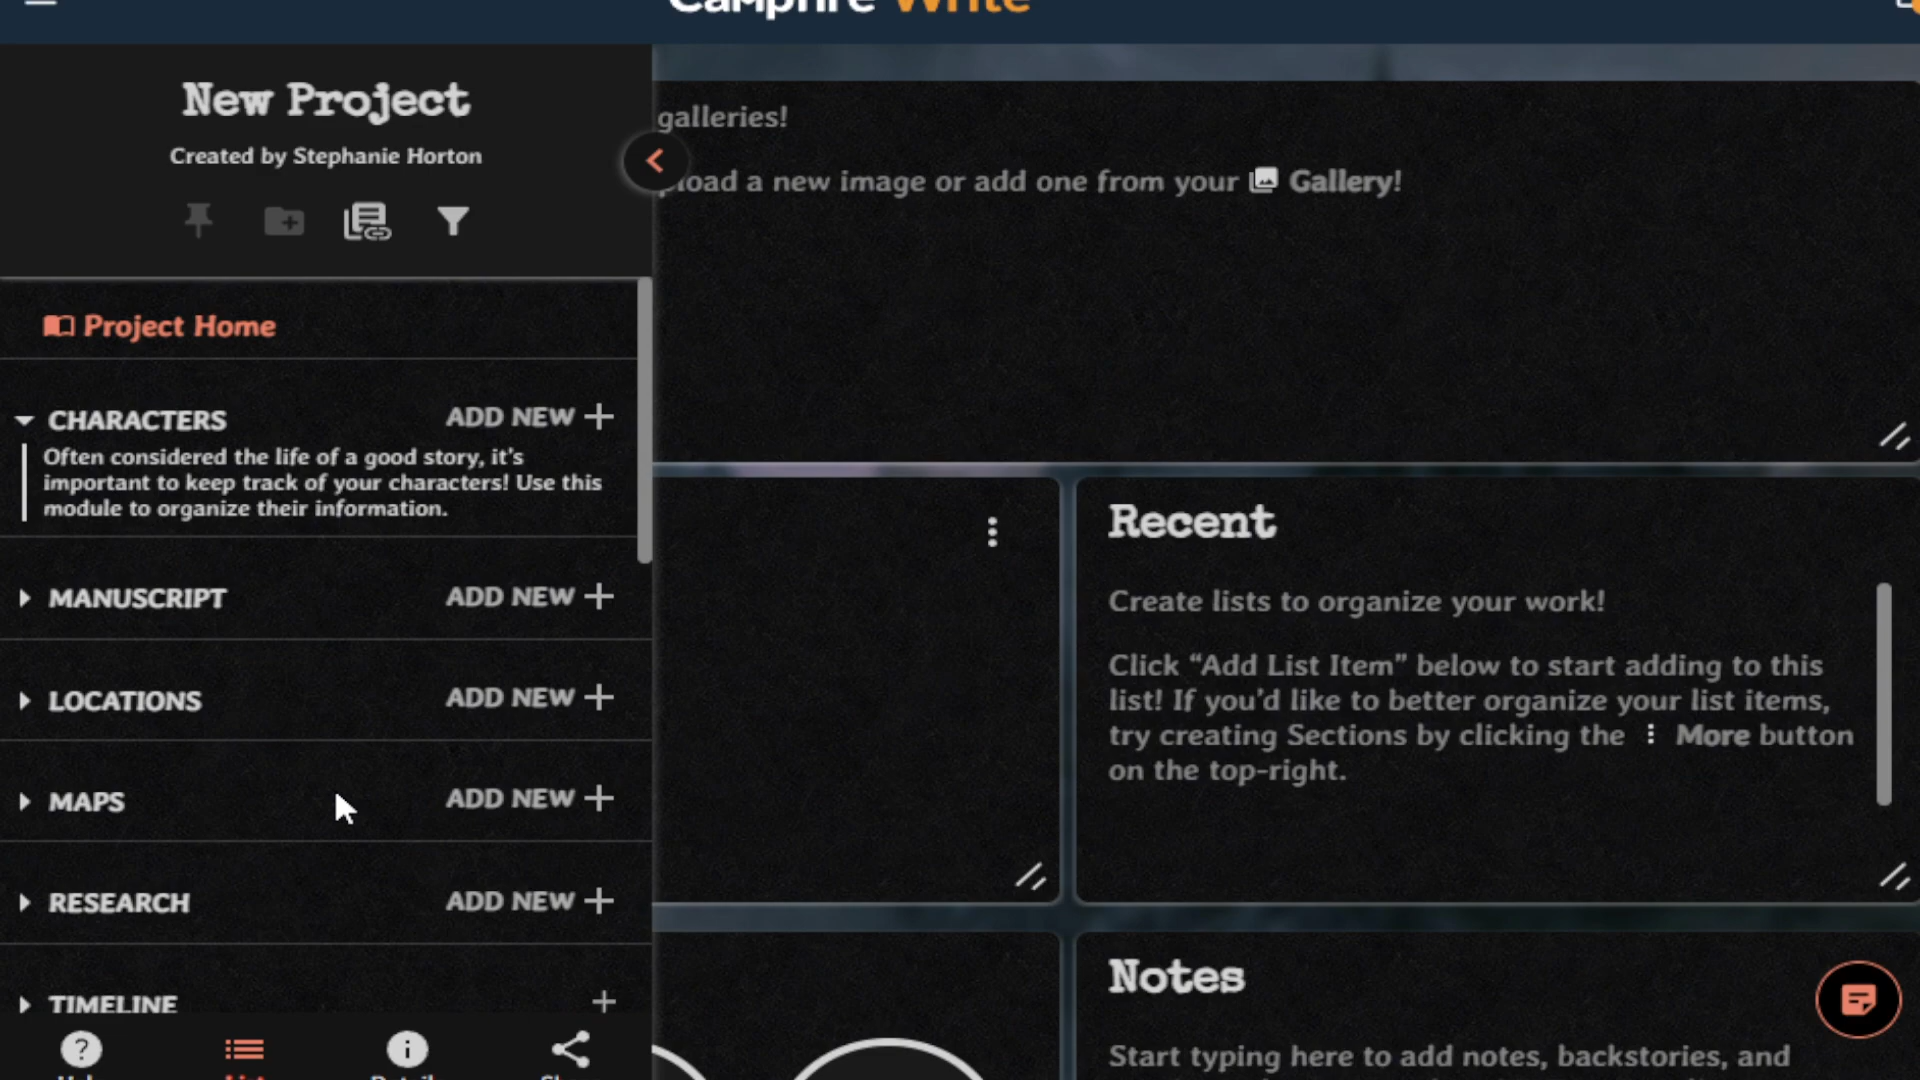 Campfire Write
New Project
Created by Stephanie Horton
galleries!
pload a new image or add one from your Gallery!
Project Home
CHARACTERS ADD NEW
Often considered the life of a good story, it's
important to keep track of your characters! Use this
module to organize their information.
MANUSCRIPT ADD NEW
LOCATIONS ADD NEW
MAPS ADD NEW
RESEARCH ADD NEW
TIMELINE
Recent
Create lists to organize your work!
Click “Add List Item” below to start adding to this
list! If you'd like to better organize your list items,
try creating Sections by clicking the ⋮ More button
on the top-right.
Notes
Start typing here to add notes, backstories, and